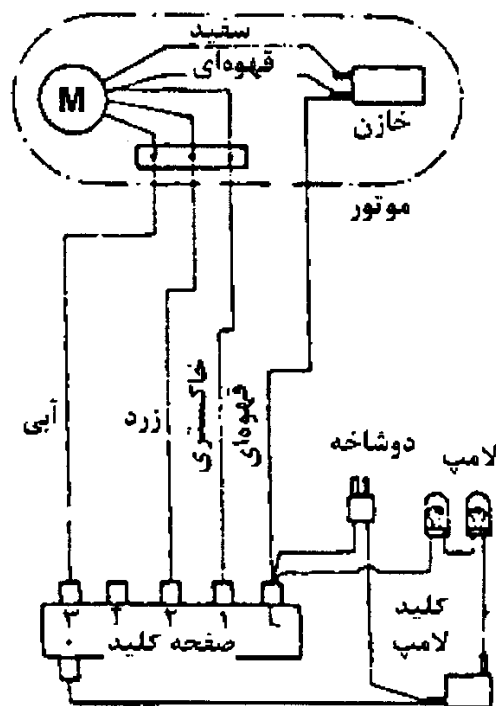 سفید
قهوه‌ای
M
خازن
موتور
آبی
زرد
خاکستری
قهوه‌ای
دوشاخه
لامپ
۳ ۴ ۲ ۱ L
صفحه کلید
۰
کلید
لامپ